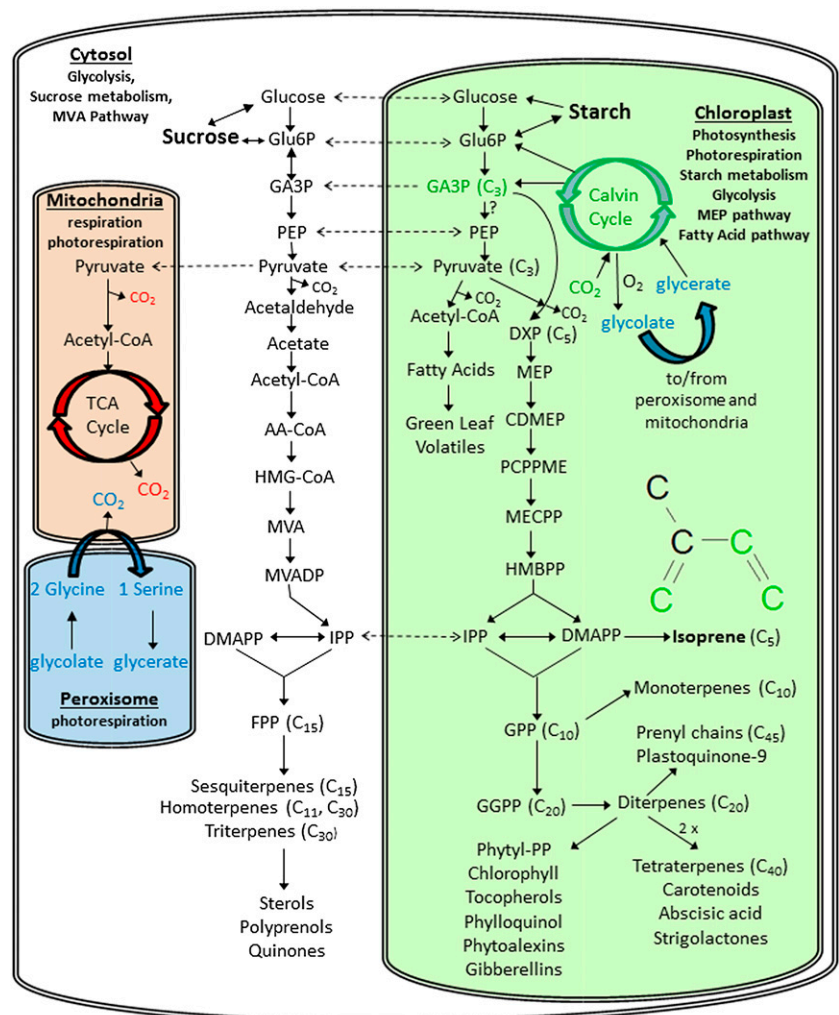 Cytosol
Glycolysis,
Sucrose metabolism,
MVA Pathway
Mitochondria
respiration
photorespiration
Pyruvate
CO₂
Acetyl-CoA
TCA
Cycle
CO₂
CO₂
2 Glycine 1 Serine
glycolate glycerate
Peroxisome
photorespiration
Glucose
Sucrose
Glu6P
GA3P
PEP
Pyruvate
CO₂
Acetaldehyde
Acetate
Acetyl-CoA
AA-CoA
HMG-CoA
MVA
MVADP
DMAPP IPP
FPP (C₁₅)
Sesquiterpenes (C₁₅)
Homoterpenes (C₁₁, C₃₀)
Triterpenes (C₃₀)
Sterols
Polyprenols
Quinones
Chloroplast
Photosynthesis
Photorespiration
Starch metabolism
Glycolysis
MEP pathway
Fatty Acid pathway
Glucose
Starch
Glu6P
GA3P (C₃)
?
PEP
Pyruvate (C₃)
CO₂
CO₂
Calvin
Cycle
CO₂
O₂
glycerate
glycolate
to/from
peroxisome and
mitochondria
Acetyl-CoA
Fatty Acids
Green Leaf
Volatiles
DXP (C₅)
MEP
CDMEP
PCPPME
MECPP
HMBPP
C
C
C
C
C
IPP DMAPP Isoprene (C₅)
Monoterpenes (C₁₀)
GPP (C₁₀)
Prenyl chains (C₄₅)
Plastoquinone-9
GGPP (C₂₀) Diterpenes (C₂₀)
2 x
Phytyl-PP
Chlorophyll
Tocopherols
Phylloquinol
Phytoalexins
Gibberellins
Tetraterpenes (C₄₀)
Carotenoids
Abscisic acid
Strigolactones